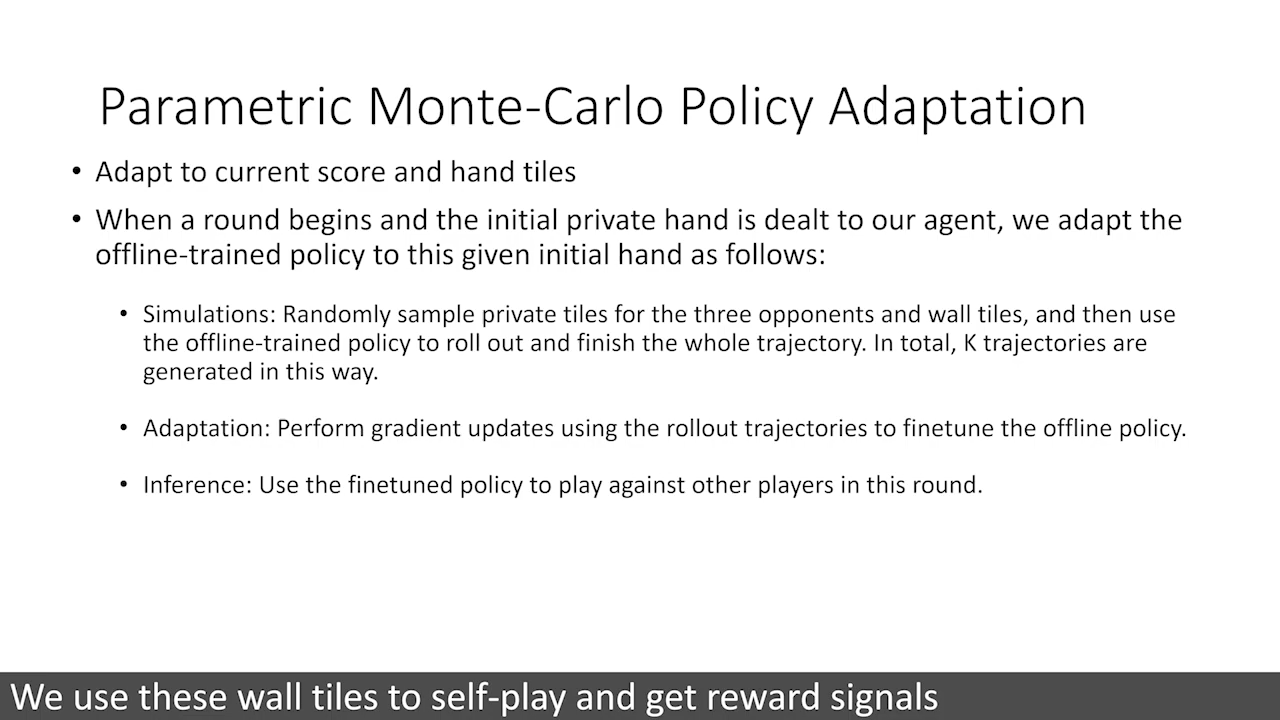 Parametric Monte-Carlo Policy Adaptation
• Adapt to current score and hand tiles
• When a round begins and the initial private hand is dealt to our agent, we adapt the
offline-trained policy to this given initial hand as follows:
• Simulations: Randomly sample private tiles for the three opponents and wall tiles, and then use
the offline-trained policy to roll out and finish the whole trajectory. In total, K trajectories are
generated in this way.
• Adaptation: Perform gradient updates using the rollout trajectories to finetune the offline policy.
• Inference: Use the finetuned policy to play against other players in this round.
We use these wall tiles to self-play and get reward signals